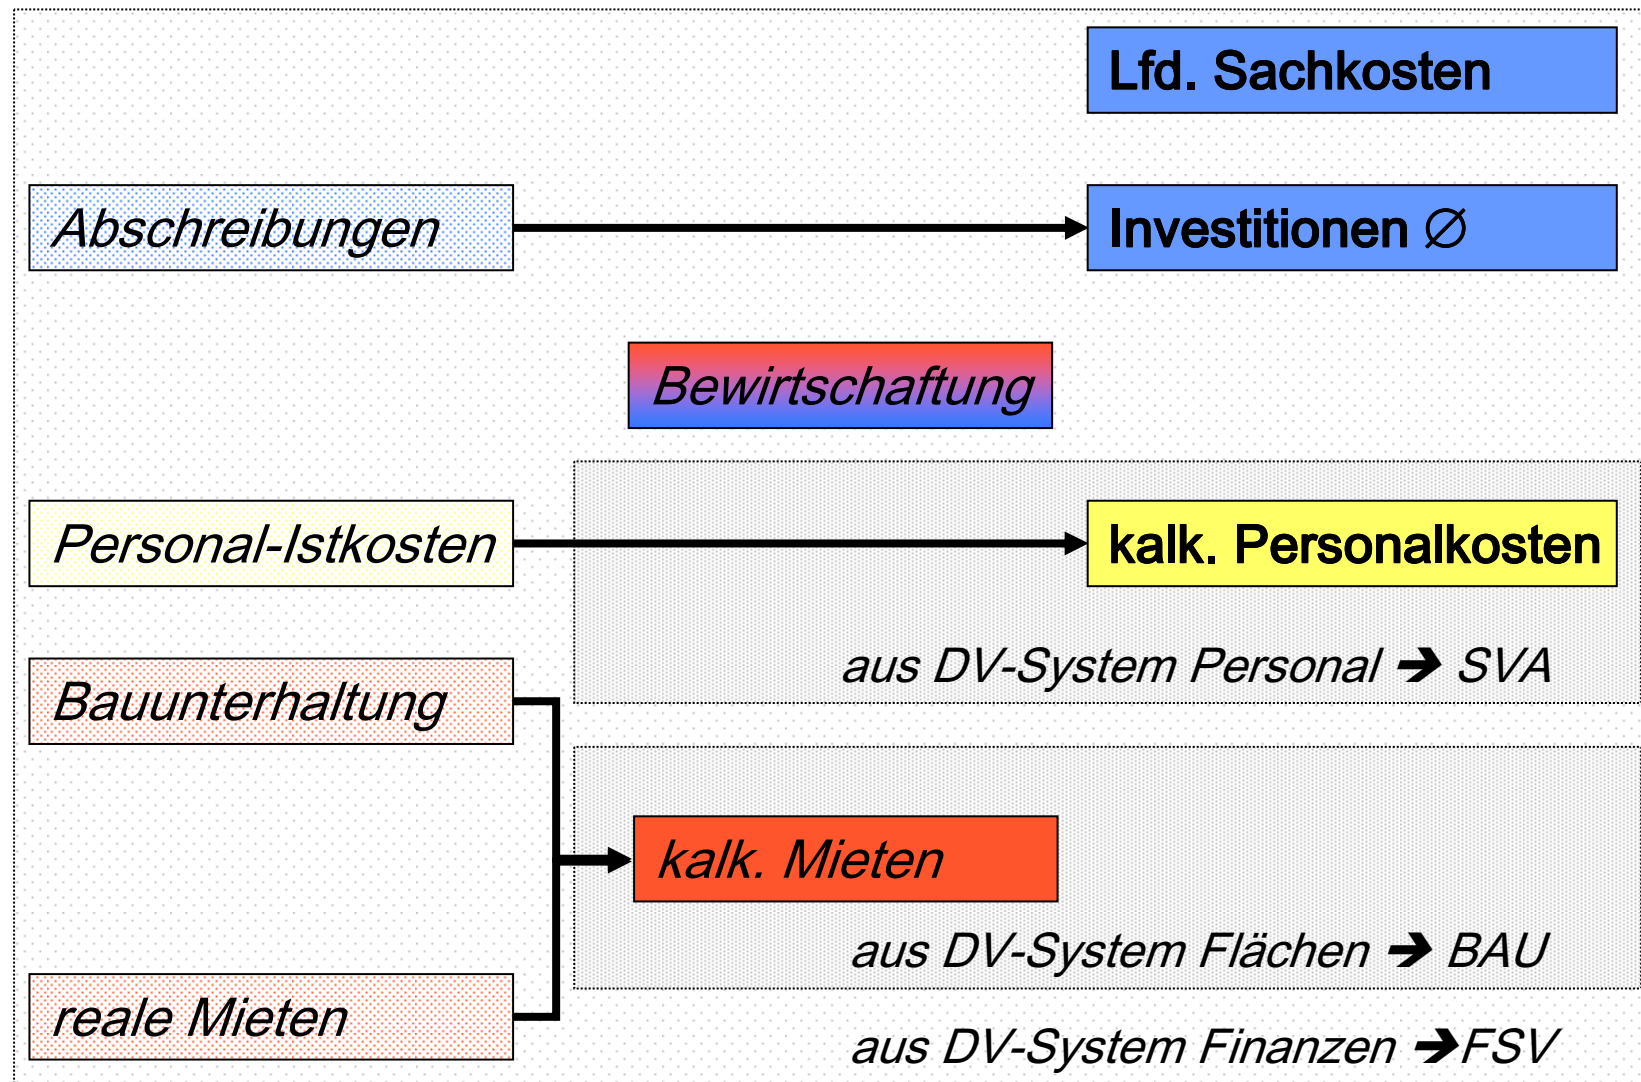 Lfd. Sachkosten
Abschreibungen
Investitionen ∅
Bewirtschaftung
Personal-Istkosten
kalk. Personalkosten
aus DV-System Personal ➔ SVA
Bauunterhaltung
kalk. Mieten
aus DV-System Flächen ➔ BAU
reale Mieten
aus DV-System Finanzen ➔FSV